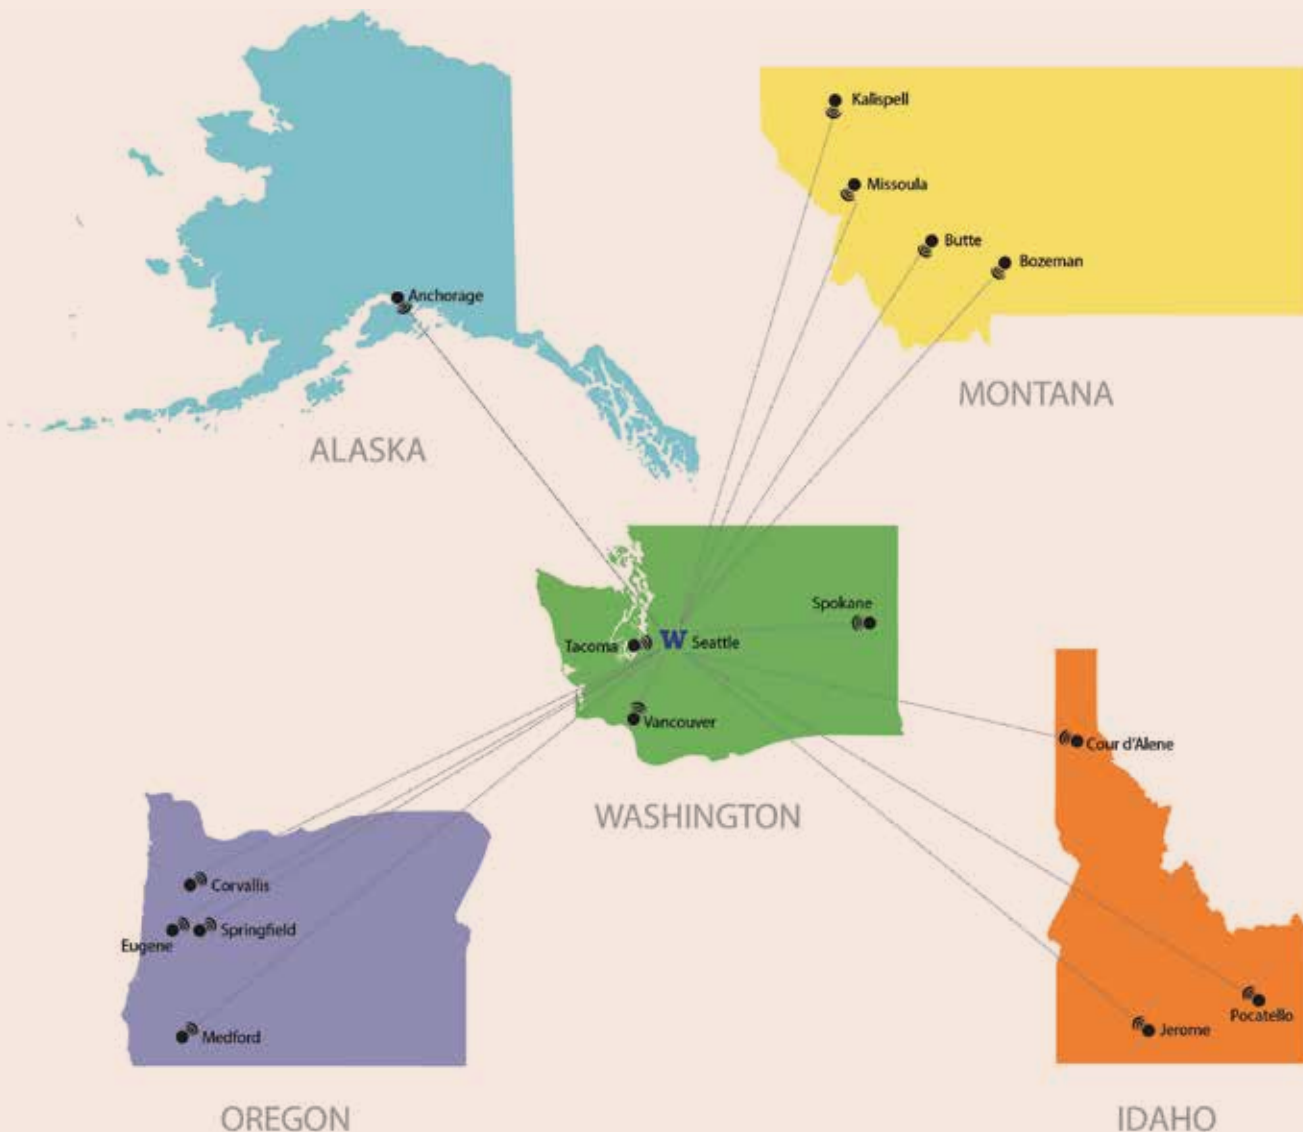 Kalispell
Missoula
Butte
Bozeman
Anchorage
MONTANA
ALASKA
Spokane
Tacoma
W Seattle
Vancouver
Cour d'Alene
WASHINGTON
Corvallis
Springfield
Eugene
Pocatello
Jerome
Medford
OREGON
IDAHO